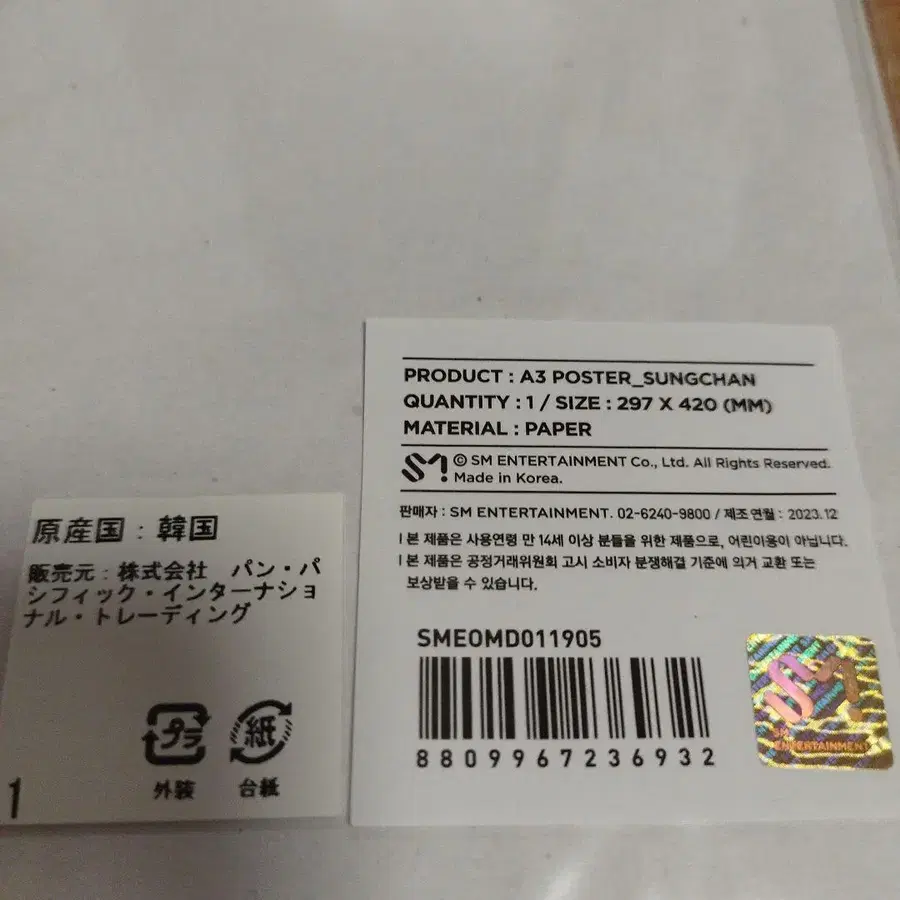 PRODUCT : A3 POSTER_SUNGCHAN
QUANTITY : 1 / SIZE : 297 X 420 (MM)
MATERIAL : PAPER
SM! © SM ENTERTAINMENT Co., Ltd. All Rights Reserved.
Made in Korea.
판매자 : SM ENTERTAINMENT. 02-6240-9800 / 제조연월 : 2023.12
ㅣ본 제품은 사용연령 만 14세 이상 분들을 위한 제품으로, 어린이용이 아닙니다.
ㅣ본 제품은 공정거래위원회 고시 소비자 분쟁해결 기준에 의거 교환 또는
보상받을 수 있습니다.
SMEOMD011905
8809967236932
SM
SM
ENTERTAINMENT
原産国 : 韓国
販売元 : 株式会社 パン・パ
シフィック・インターナショ
ナル・トレーディング
プラ
紙
外装
台紙
1